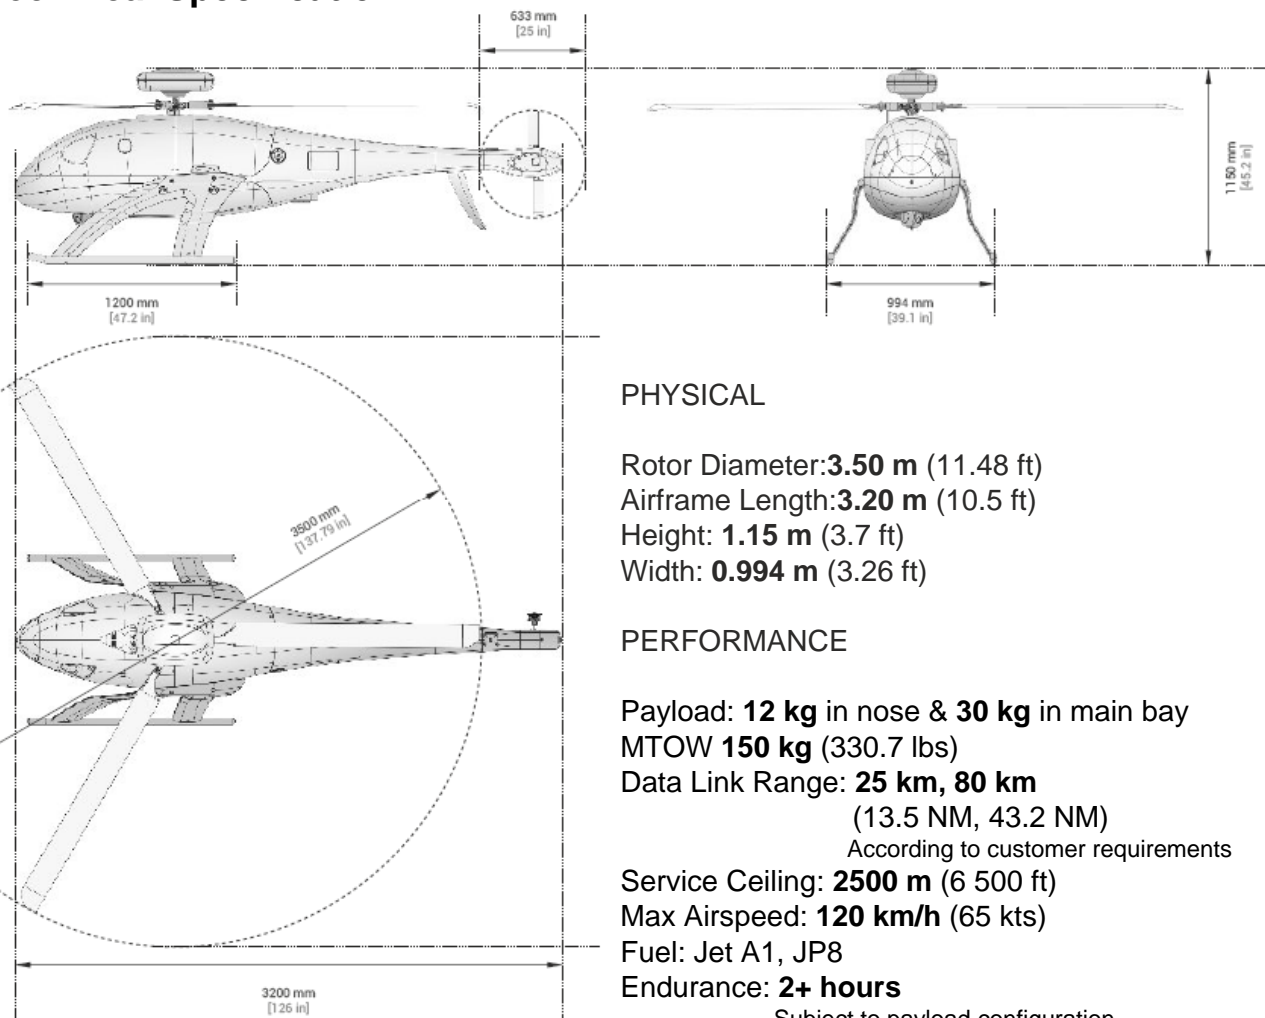 633 mm
[25 in]
1150 mm
[45.2 in]
1200 mm
[47.2 in]
994 mm
[39.1 in]
3500 mm
[137.79 in]
3200 mm
[126 in]
PHYSICAL
Rotor Diameter:3.50 m (11.48 ft)
Airframe Length:3.20 m (10.5 ft)
Height: 1.15 m (3.7 ft)
Width: 0.994 m (3.26 ft)
PERFORMANCE
Payload: 12 kg in nose & 30 kg in main bay
MTOW 150 kg (330.7 lbs)
Data Link Range: 25 km, 80 km
(13.5 NM, 43.2 NM)
According to customer requirements
Service Ceiling: 2500 m (6 500 ft)
Max Airspeed: 120 km/h (65 kts)
Fuel: Jet A1, JP8
Endurance: 2+ hours
Subject to payload configuration